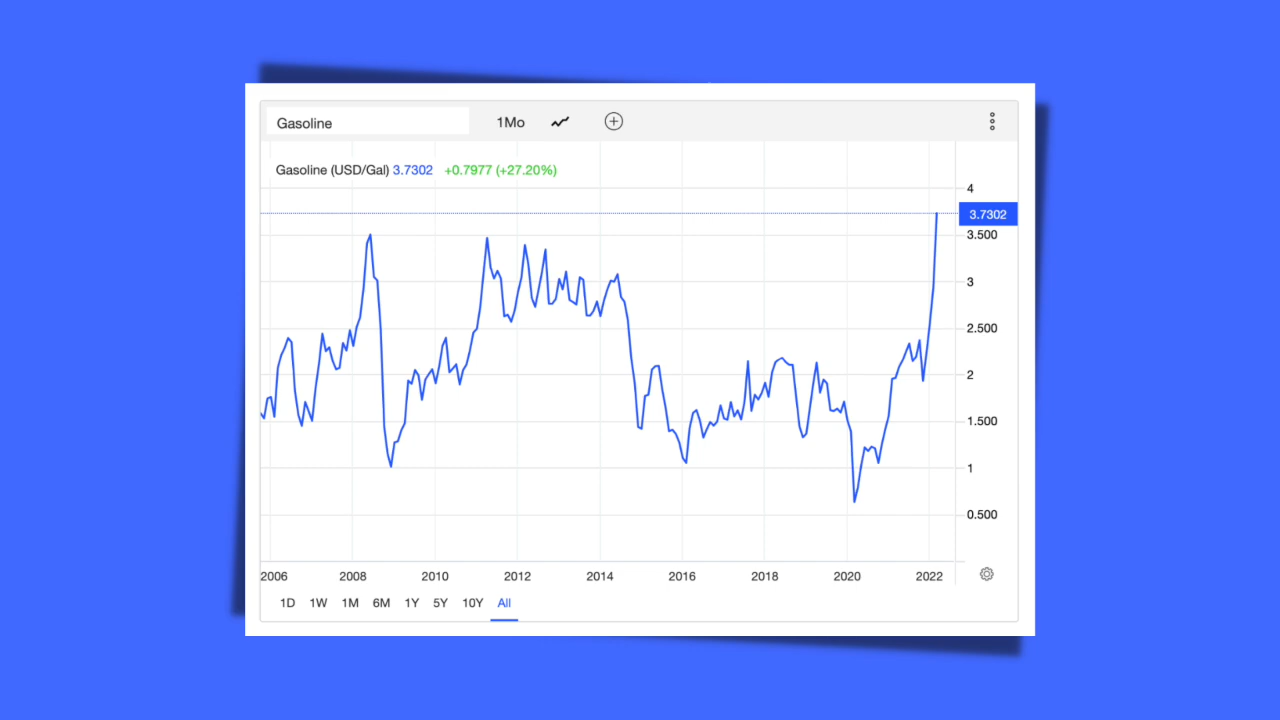 Gasoline 1Mo
Gasoline (USD/Gal) 3.7302 +0.7977 (+27.20%)
4
3.7302
3.500
3
2.500
2
1.500
1
0.500
2006 2008 2010 2012 2014 2016 2018 2020 2022
1D 1W 1M 6M 1Y 5Y 10Y All